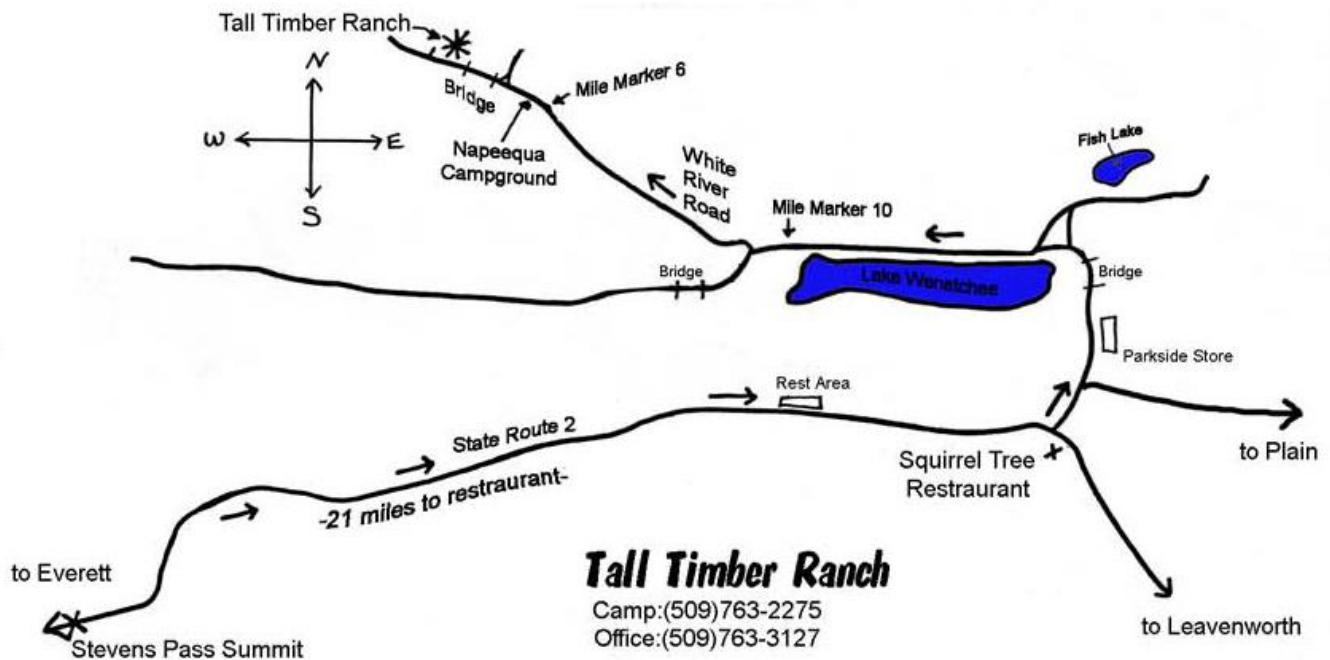 Tall Timber Ranch
N
W
E
S
Bridge
Mile Marker 6
Napeequa
Campground
White
River
Road
Mile Marker 10
Fish Lake
Bridge
Lake Wenatchee
Bridge
Parkside Store
Rest Area
State Route 2
-21 miles to restraurant-
Squirrel Tree
Restraurant
to Plain
to Everett
Stevens Pass Summit
Tall Timber Ranch
Camp:(509)763-2275
Office:(509)763-3127
to Leavenworth